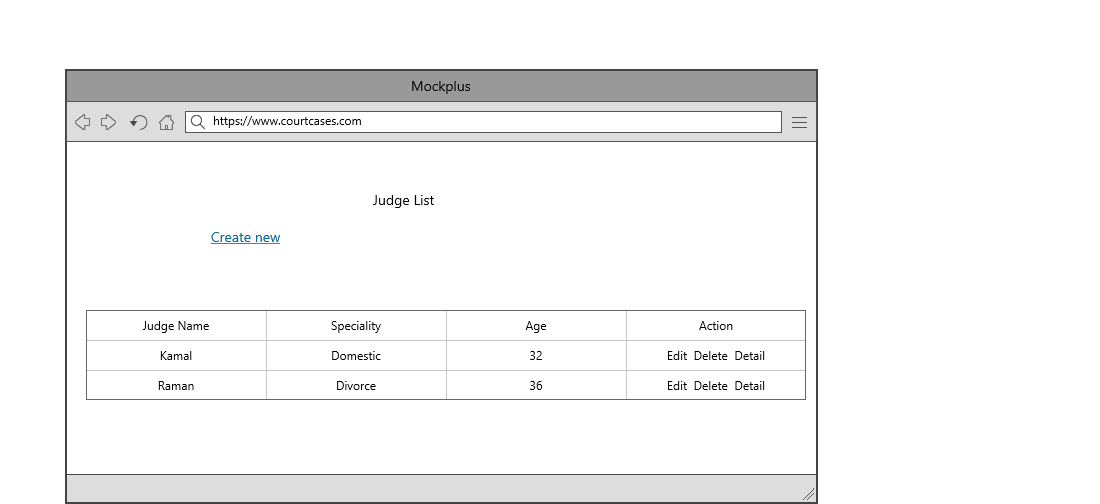 Mockplus
https://www.courtcases.com
Judge List
Create new
Judge Name Speciality Age Action
Kamal Domestic 32 Edit Delete Detail
Raman Divorce 36 Edit Delete Detail